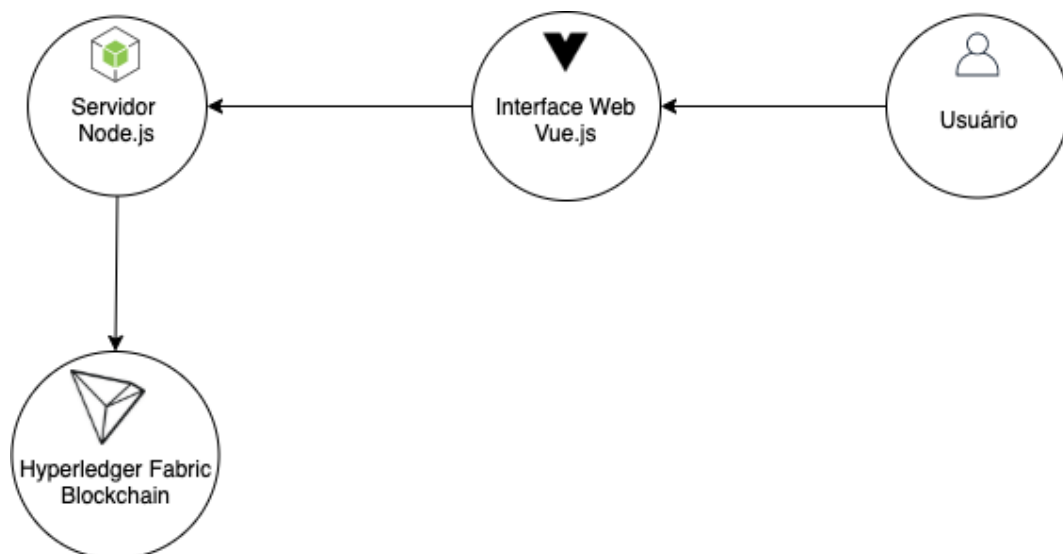 Servidor
Node.js
Interface Web
Vue.js
Usuário
Hyperledger Fabric
Blockchain